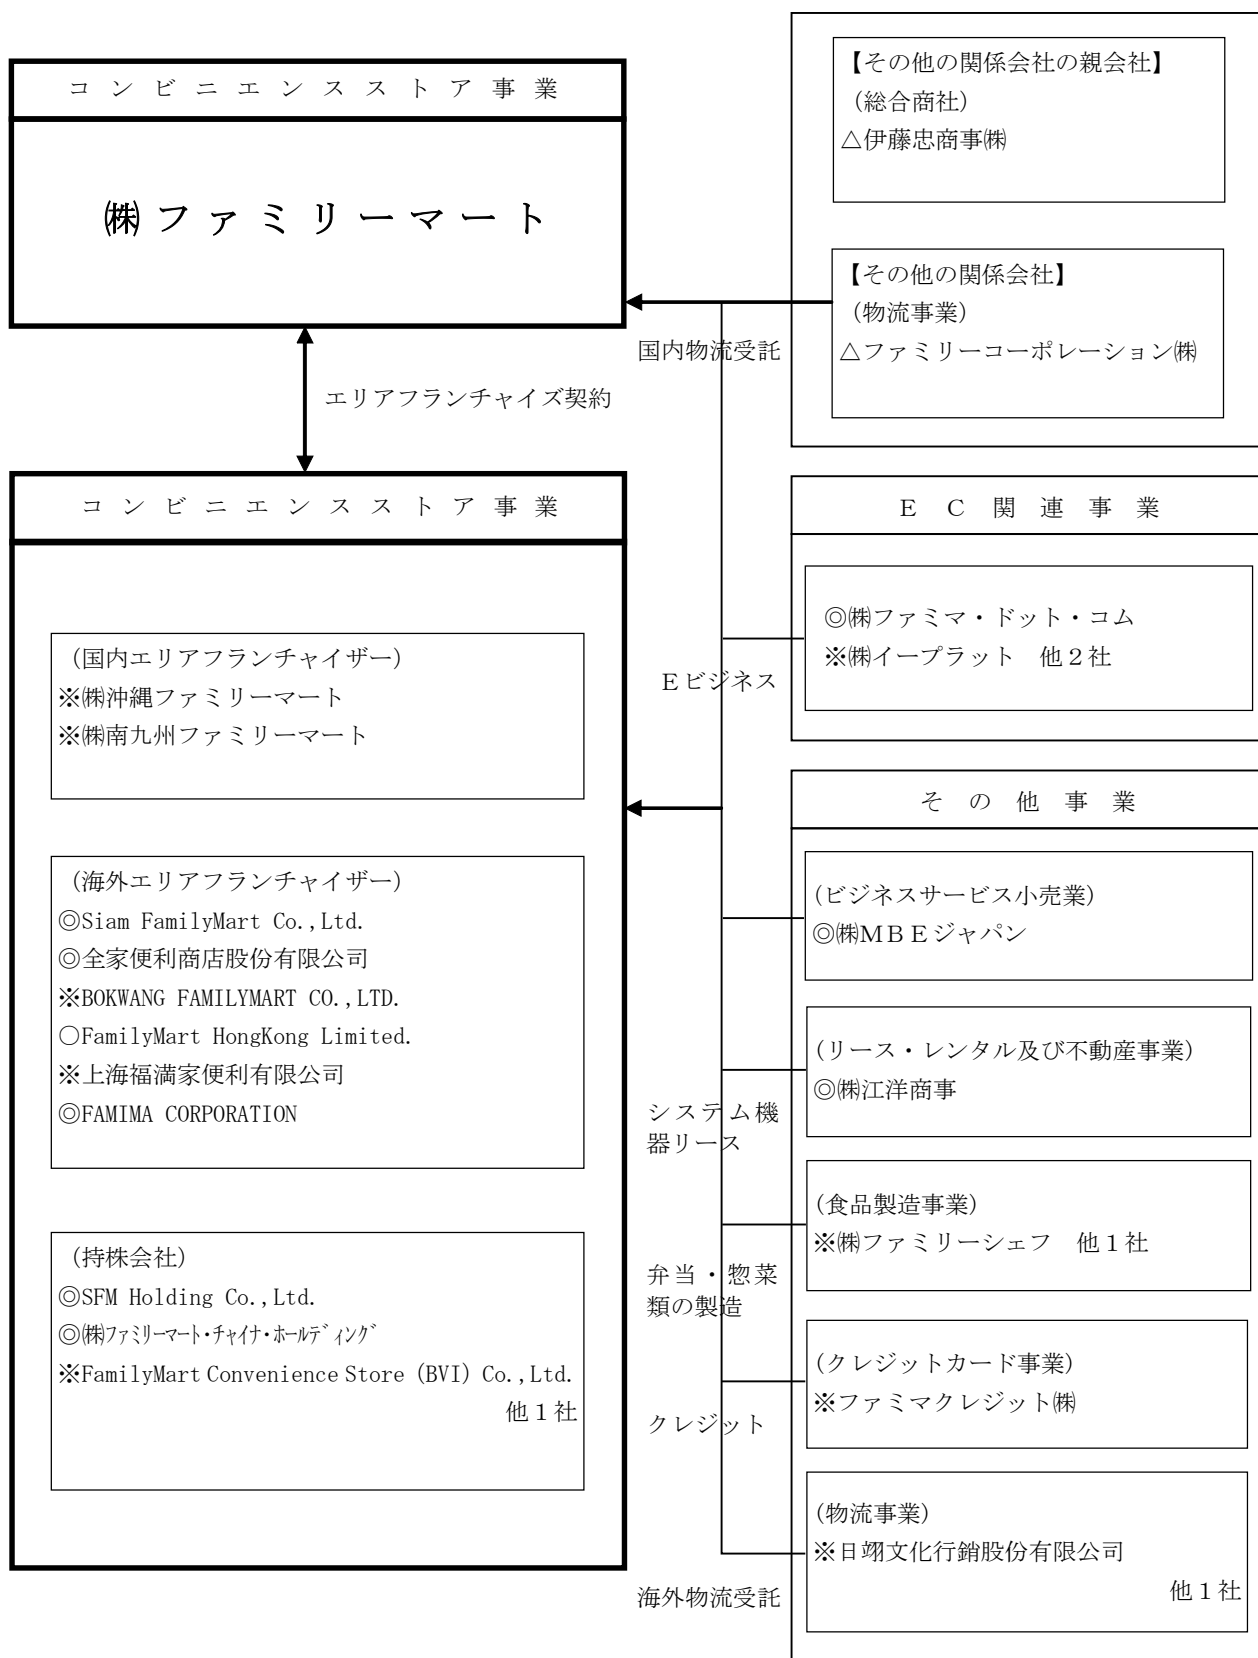 コンビニエンスストア事業
㈱ファミリーマート
エリアフランチャイズ契約
コンビニエンスストア事業
（国内エリアフランチャイザー）
※㈱沖縄ファミリーマート
※㈱南九州ファミリーマート
（海外エリアフランチャイザー）
◎Siam FamilyMart Co.,Ltd.
◎全家便利商店股份有限公司
※BOKWANG FAMILYMART CO.,LTD.
○FamilyMart HongKong Limited.
※上海福満家便利有限公司
◎FAMIMA CORPORATION
（持株会社）
◎SFM Holding Co.,Ltd.
◎㈱ﾌｧﾐﾘｰﾏｰﾄ･ﾁｬｲﾅ･ﾎｰﾙﾃﾞｨﾝｸﾞ
※FamilyMart Convenience Store (BVI) Co.,Ltd.
他１社
国内物流受託
Ｅビジネス
システム機
器リース
弁当・惣菜
類の製造
クレジット
海外物流受託
【その他の関係会社の親会社】
（総合商社）
△伊藤忠商事㈱
【その他の関係会社】
（物流事業）
△ファミリーコーポレーション㈱
ＥＣ関連事業
◎㈱ファミマ・ドット・コム
※㈱イープラット　他２社
その他事業
（ビジネスサービス小売業）
◎㈱ＭＢＥジャパン
（リース・レンタル及び不動産事業）
◎㈱江洋商事
（食品製造事業）
※㈱ファミリーシェフ　他１社
（クレジットカード事業）
※ファミマクレジット㈱
（物流事業）
※日翊文化行銷股份有限公司
他１社